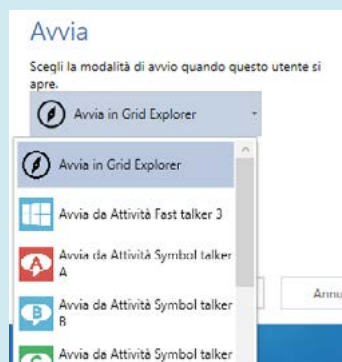 Avvia
Scegli la modalità di avvio quando questo utente si
apre.
Avvia in Grid Explorer
Avvia in Grid Explorer
Avvia da Attività Fast talker 3
Avvia da Attività Symbol talker
A
Avvia da Attività Symbol talker
B
Annu
Avvia da Attività Symbol talker